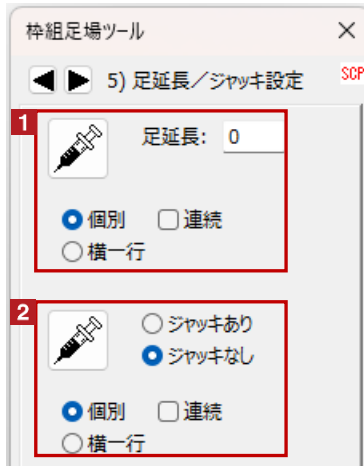 枠組足場ツール
5) 足延長／ジャッキ設定
SCP
1
足延長: 0
個別 連続
横一行
2
ジャッキあり
ジャッキなし
個別 連続
横一行